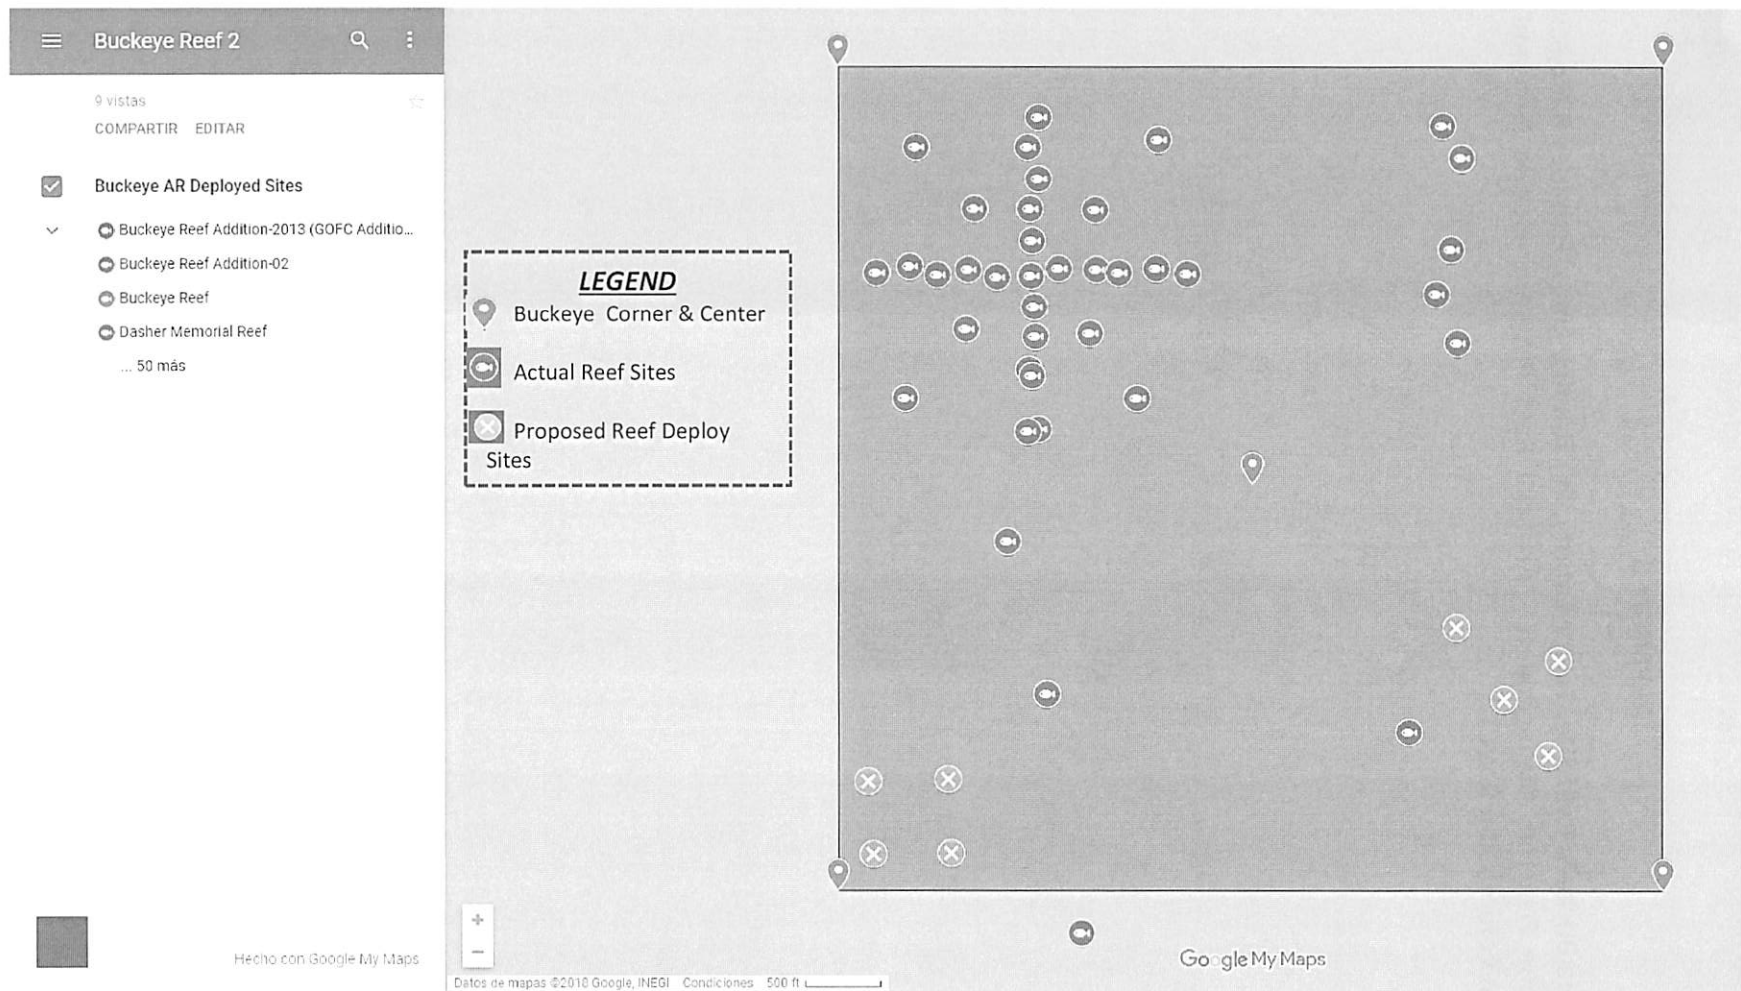 Buckeye Reef 2
9 vistas
COMPARTIR EDITAR
Buckeye AR Deployed Sites
Buckeye Reef Addition-2013 (GOFC Additio...
Buckeye Reef Addition-02
Buckeye Reef
Dasher Memorial Reef
... 50 más
Hecho con Google My Maps
LEGEND
Buckeye Corner & Center
Actual Reef Sites
Proposed Reef Deploy
Sites
+
−
Google My Maps
Datos de mapas ©2018 Google, INEGI Condiciones 500 ft